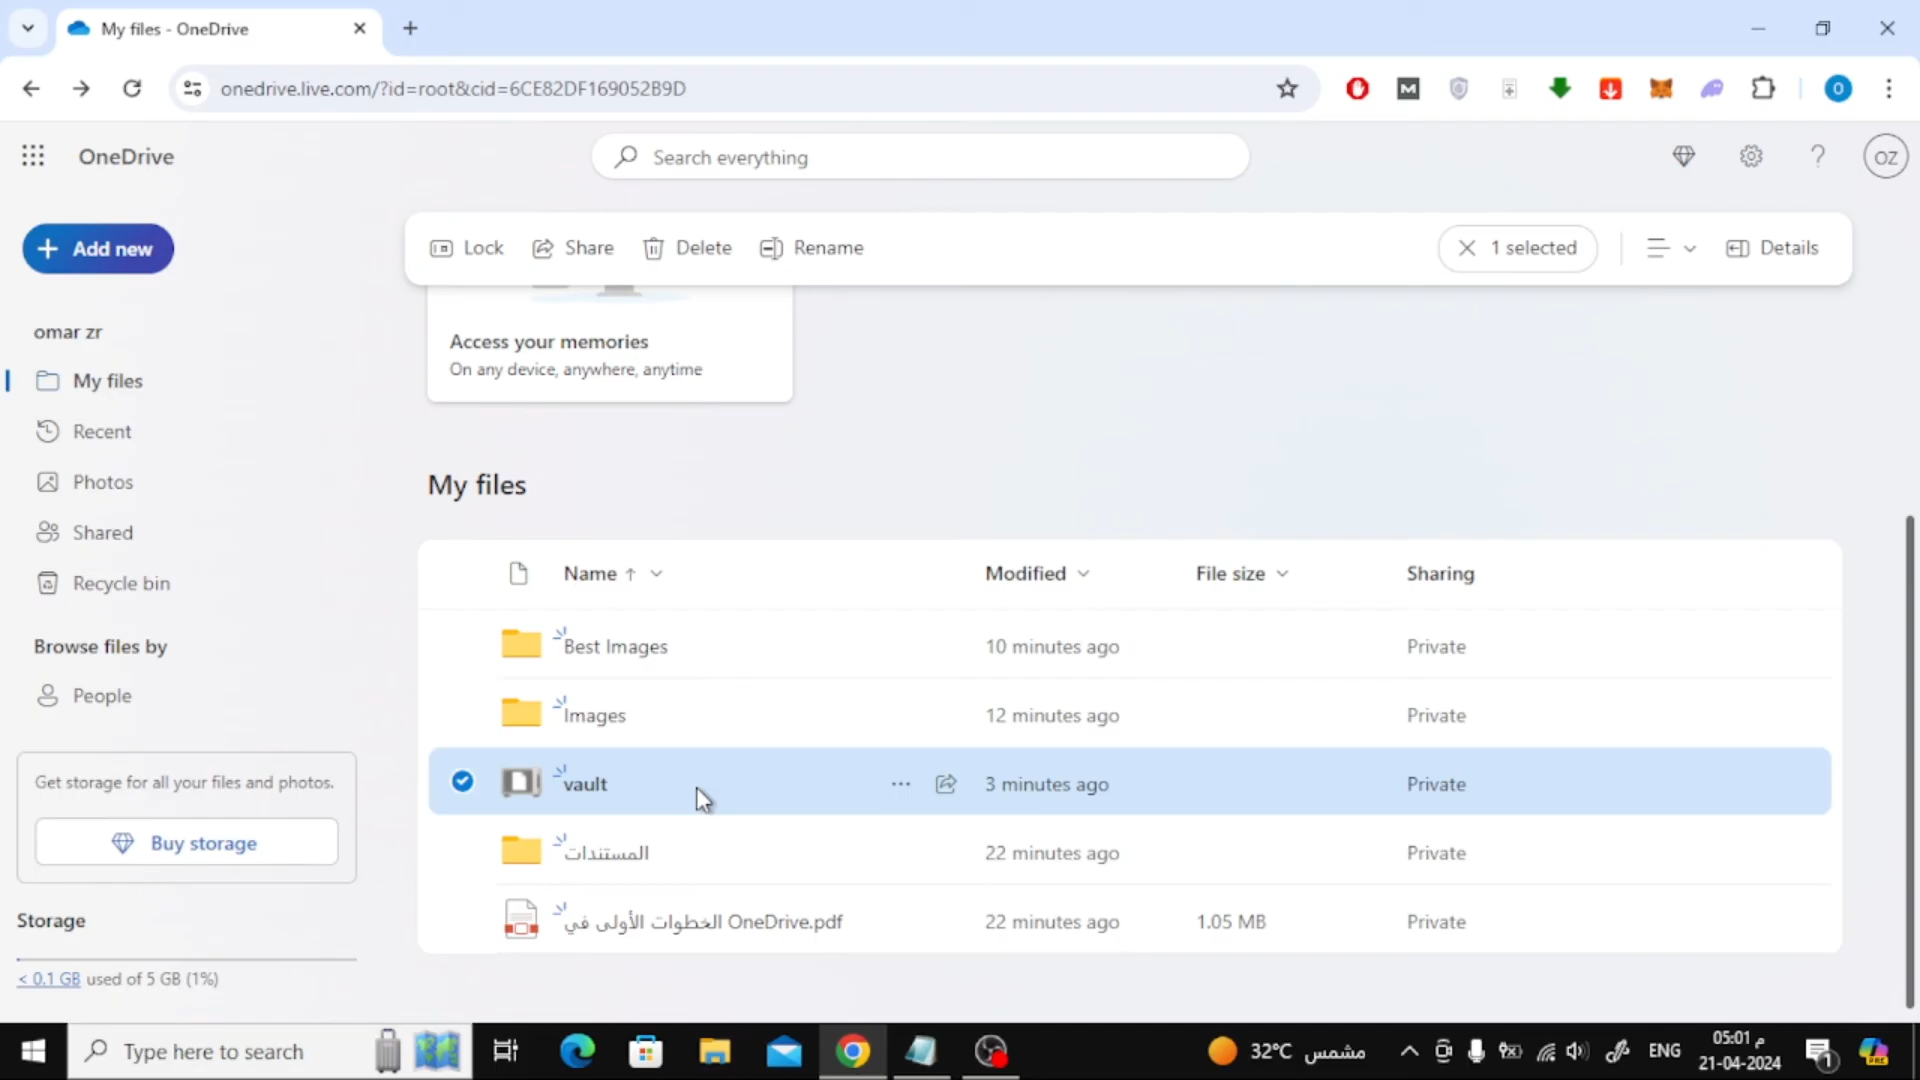 My files - OneDrive
onedrive.live.com/?id=root&cid=6CE82DF169052B9D
O
OneDrive
Search everything
OZ
Add new
Lock
Share
Delete
Rename
1 selected
Details
Access your memories
On any device, anywhere, anytime
omar zr
My files
Recent
Photos
Shared
Recycle bin
Browse files by
People
Get storage for all your files and photos.
Buy storage
Storage
< 0.1 GB used of 5 GB (1%)
My files
Name Modified File size Sharing
Best Images 10 minutes ago Private
Images 12 minutes ago Private
vault 3 minutes ago Private
المستندات 22 minutes ago Private
الخطوات الأولى في OneDrive.pdf 22 minutes ago 1.05 MB Private
Type here to search
32°C مشمس
ENG
05:01 م
21-04-2024
1
PRE